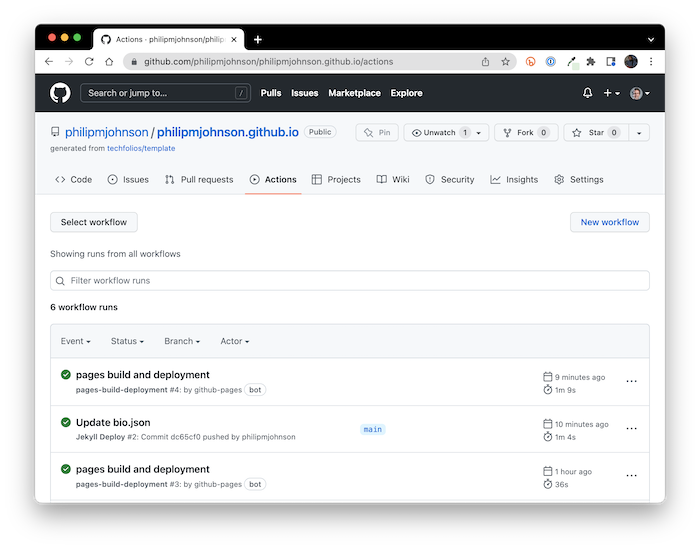 Actions · philipmjohnson/philip
github.com/philipmjohnson/philipmjohnson.github.io/actions
Search or jump to... /
Pulls Issues Marketplace Explore
philipmjohnson / philipmjohnson.github.io Public
Pin Unwatch 1 Fork 0 Star 0
generated from techfolios/template
Code Issues Pull requests Actions Projects Wiki Security Insights Settings
Select workflow New workflow
Showing runs from all workflows
Filter workflow runs
6 workflow runs
Event Status Branch Actor
pages build and deployment
pages-build-deployment #4: by github-pages bot
9 minutes ago
1m 9s
Update bio.json
Jekyll Deploy #2: Commit dc65cf0 pushed by philipmjohnson
main
10 minutes ago
1m 4s
pages build and deployment
pages-build-deployment #3: by github-pages bot
1 hour ago
36s